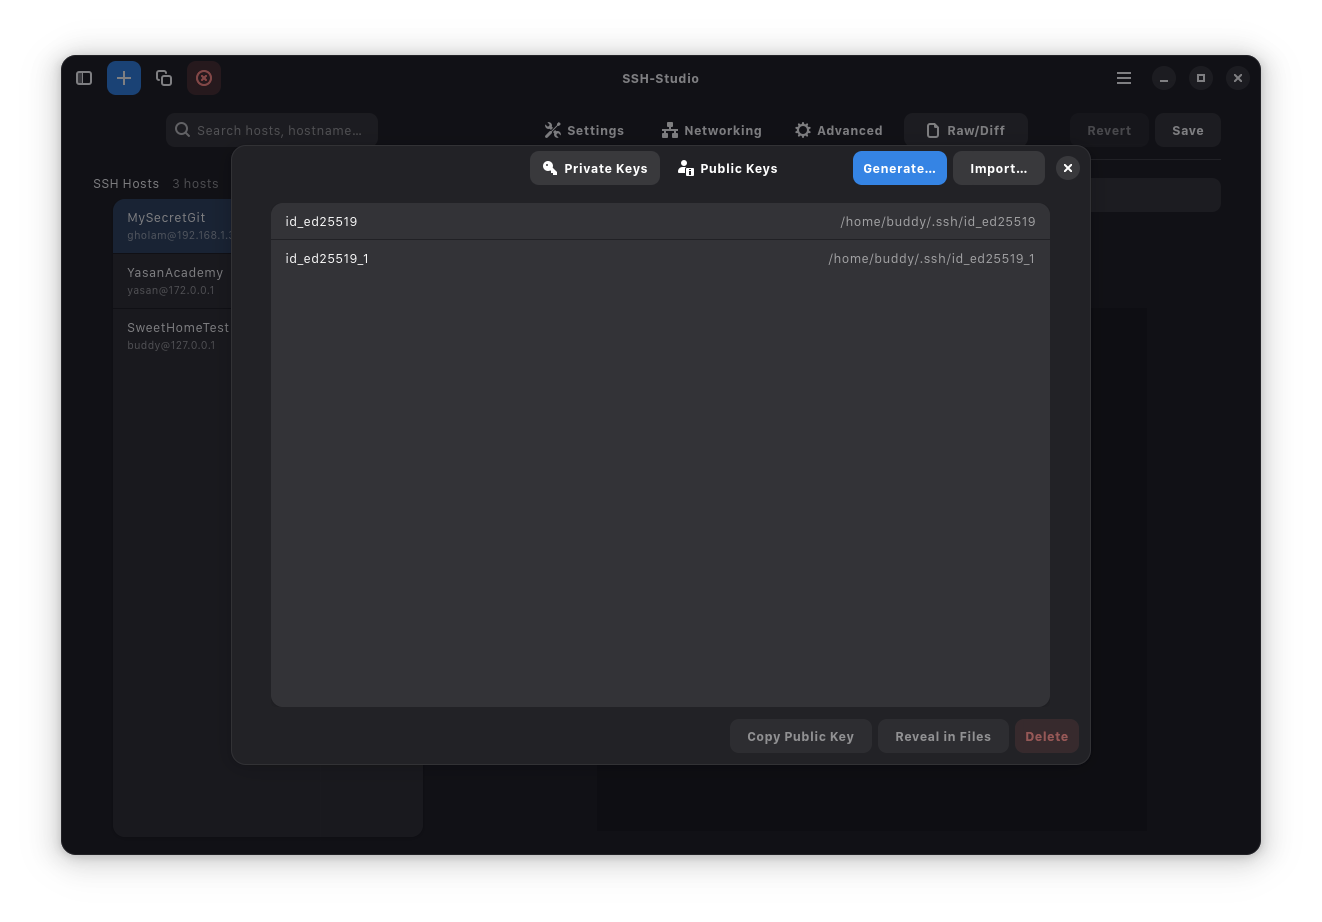 SSH-Studio
Search hosts, hostname...
Settings
Networking
Advanced
Raw/Diff
Revert
Save
SSH Hosts 3 hosts
MySecretGit
gholam@192.168.1.
YasanAcademy
yasan@172.0.0.1
SweetHomeTest
buddy@127.0.0.1
Private Keys
Public Keys
Generate...
Import...
id_ed25519 /home/buddy/.ssh/id_ed25519
id_ed25519_1 /home/buddy/.ssh/id_ed25519_1
Copy Public Key
Reveal in Files
Delete